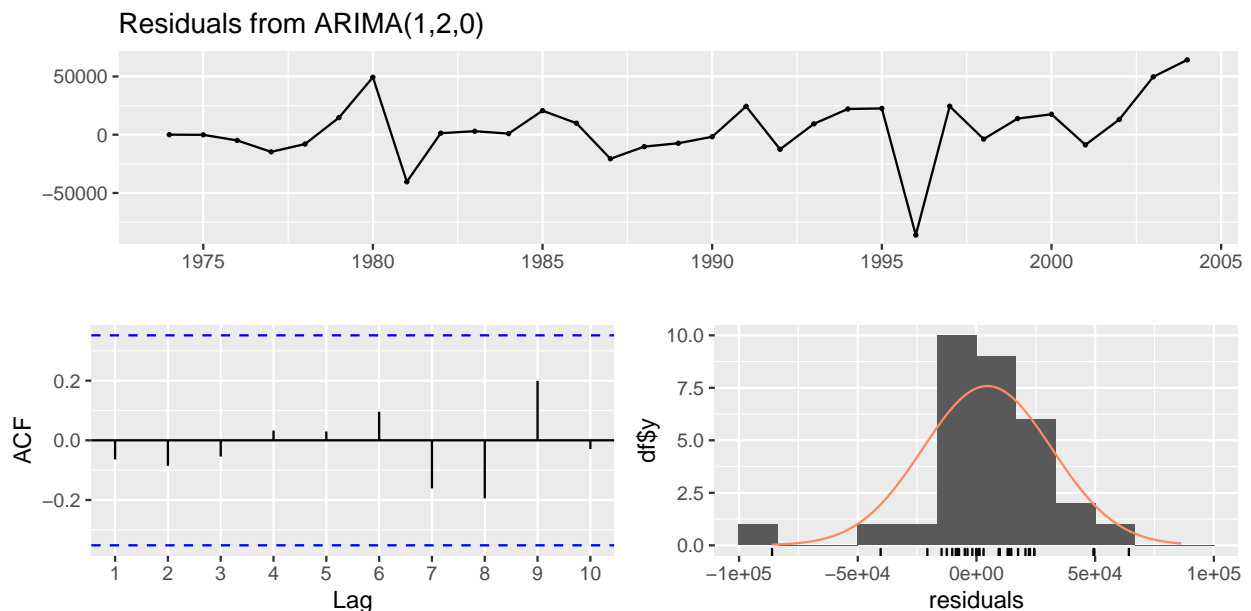 Residuals from ARIMA(1,2,0)
50000
0
−50000
1975 1980 1985 1990 1995 2000 2005
ACF
0.2
0.0
−0.2
1 2 3 4 5 6 7 8 9 10
Lag
df$y
10.0
7.5
5.0
2.5
0.0
−1e+05 −5e+04 0e+00 5e+04 1e+05
residuals